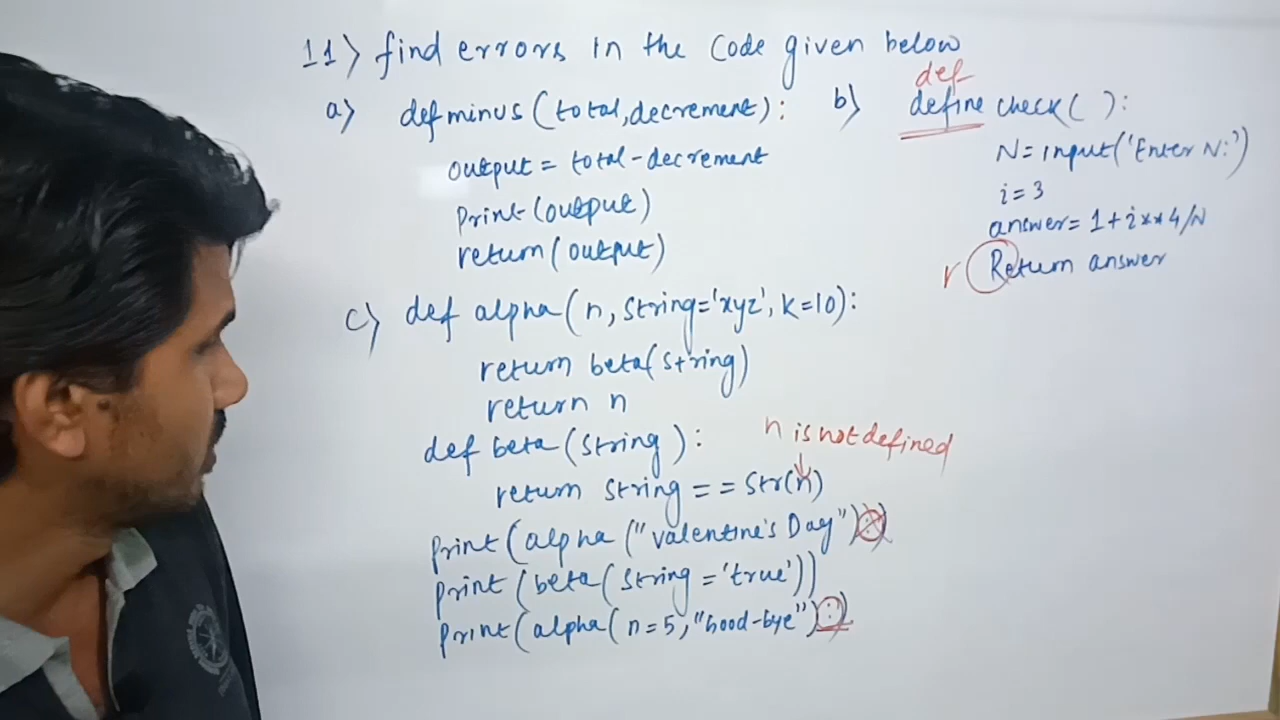 11) find errors in the code given below
a) def minus(total,decrement):
output = total-decrement
print(output)
return(output)
b) define check( ):
def
N=input('Enter N:')
i=3
answer=1+i**4/N
r Return answer
c) def alpha(n, string='xyz', k=10):
return beta(string)
return n
def beta(string):
n is not defined
return string == str(n)
print(alpha("valentine's Day"):)
print(beta(string='true'))
print(alpha(n=5,"Good-bye"):)